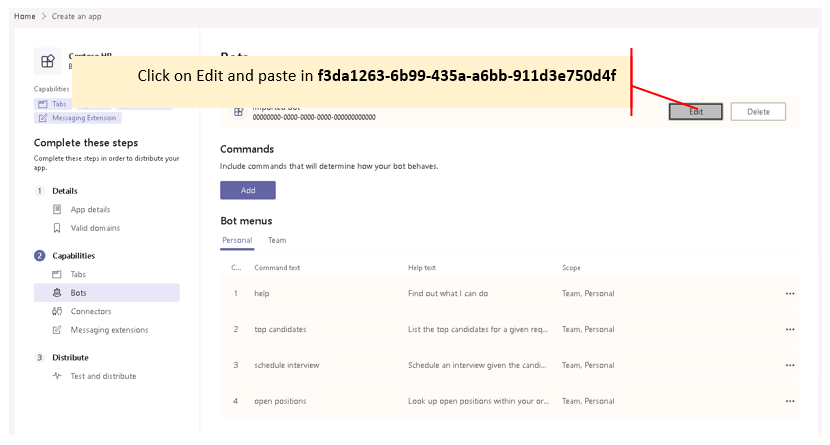 Home > Create an app
Click on Edit and paste in f3da1263-6b99-435a-a6bb-911d3e750d4f
Capabilities
Tabs
Messaging Extension
Complete these steps
Complete these steps in order to distribute your
app.
1 Details
App details
Valid domains
2 Capabilities
Tabs
Bots
Connectors
Messaging extensions
3 Distribute
Test and distribute
00000000-0000-0000-0000-000000000000
Edit
Delete
Commands
Include commands that will determine how your bot behaves.
Add
Bot menus
Personal Team
C... Command text Help text Scope
1 help Find out what I can do Team, Personal ...
2 top candidates List the top candidates for a given req... Team, Personal ...
3 schedule interview Schedule an interview given the candi... Team, Personal ...
4 open positions Look up open positions within your or... Team, Personal ...